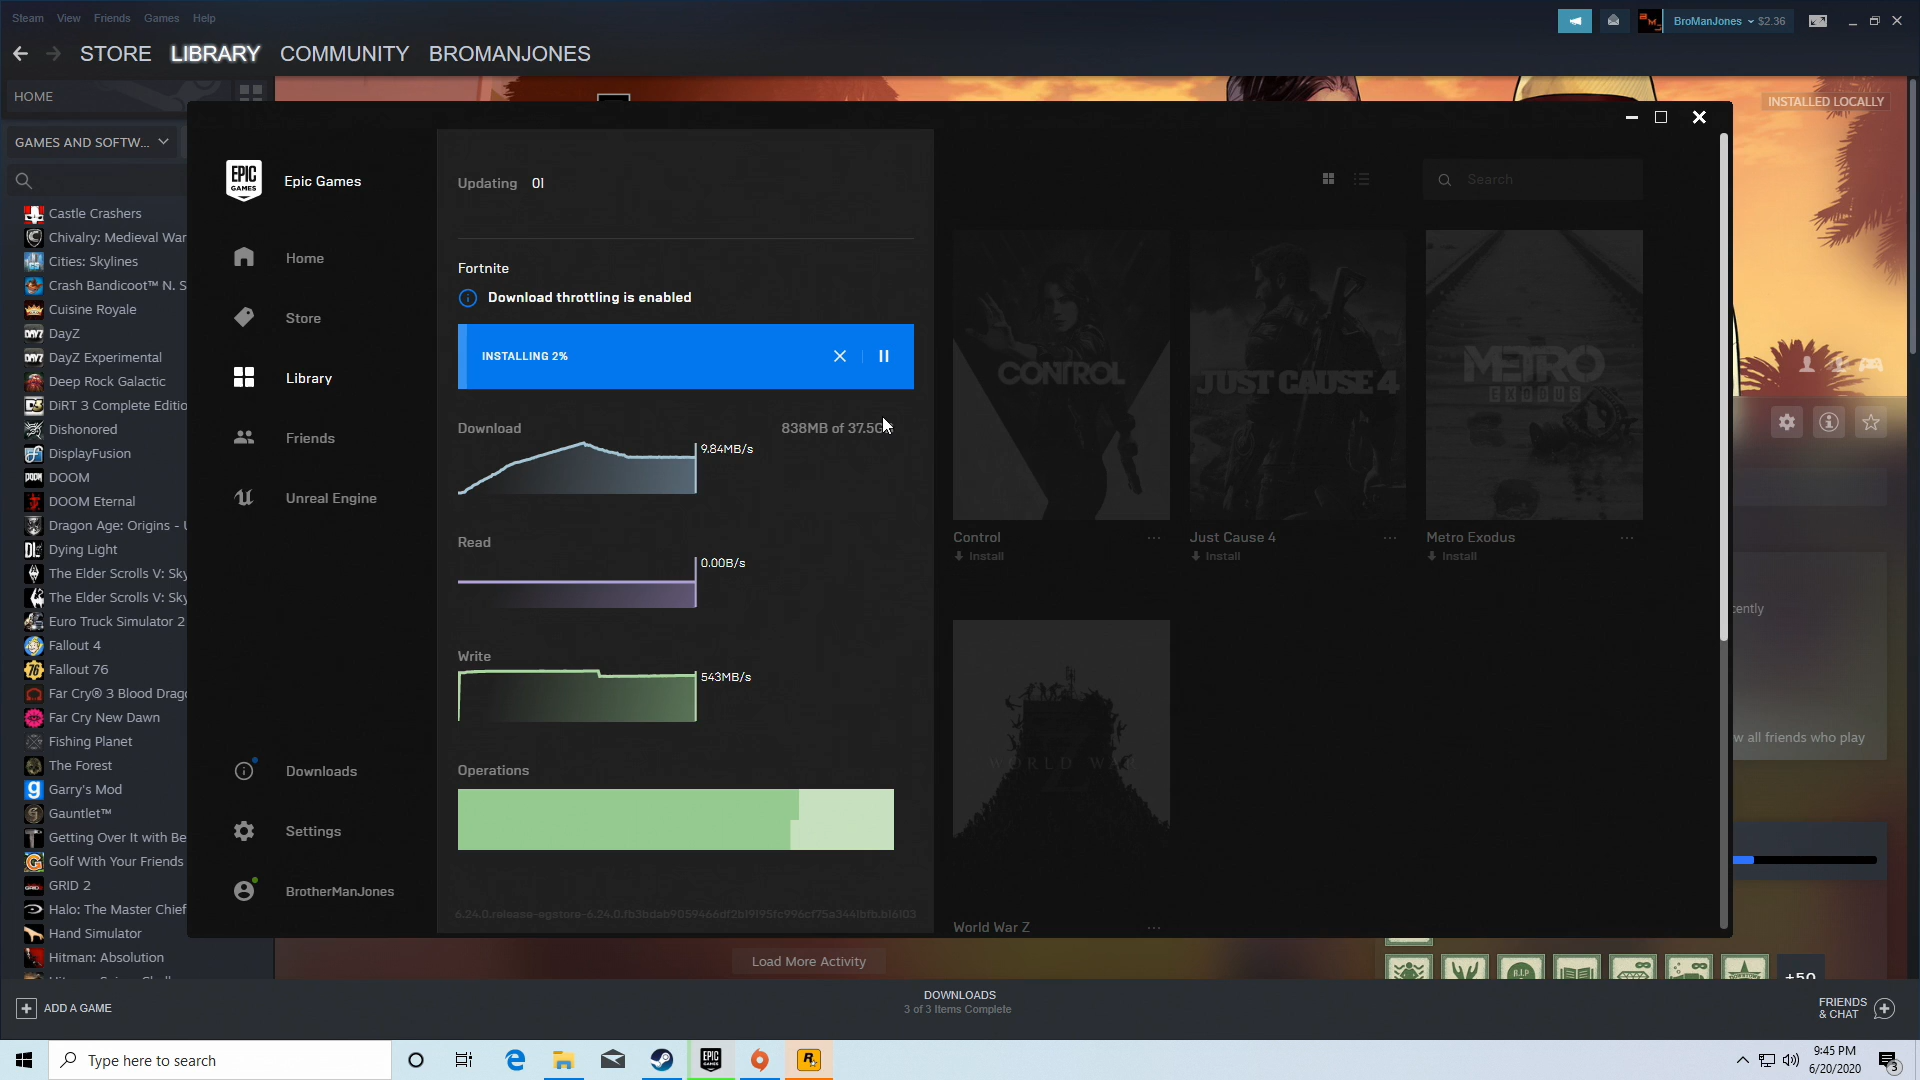 Steam View Friends Games Help
BroManJones $2.36
STORE LIBRARY COMMUNITY BROMANJONES
HOME
INSTALLED LOCALLY
GAMES AND SOFTW...
Castle Crashers
Chivalry: Medieval War
Cities: Skylines
Crash Bandicoot™ N. S
Cuisine Royale
DayZ
DayZ Experimental
Deep Rock Galactic
DiRT 3 Complete Editio
Dishonored
DisplayFusion
DOOM
DOOM Eternal
Dragon Age: Origins - U
Dying Light
The Elder Scrolls V: Sky
The Elder Scrolls V: Sky
Euro Truck Simulator 2
Fallout 4
Fallout 76
Far Cry® 3 Blood Drago
Far Cry New Dawn
Fishing Planet
The Forest
Garry's Mod
Gauntlet™
Getting Over It with Be
Golf With Your Friends
GRID 2
Halo: The Master Chief
Hand Simulator
Hitman: Absolution
EPIC GAMES
Epic Games
Home
Store
Library
Friends
Unreal Engine
Downloads
Settings
BrotherManJones
Updating 01
Fortnite
Download throttling is enabled
INSTALLING 2%
Download
838MB of 37.5G
9.84MB/s
Read
0.00B/s
Write
543MB/s
Operations
Search
CONTROL
JUST CAUSE 4
METRO
EXODUS
Control
Install
Just Cause 4
Install
Metro Exodus
Install
WORLD WAR
Z
World War Z
cently
w all friends who play
Load More Activity
R.I.P
+50
ADD A GAME
DOWNLOADS
3 of 3 Items Complete
FRIENDS
& CHAT
Type here to search
9:45 PM
6/20/2020
3